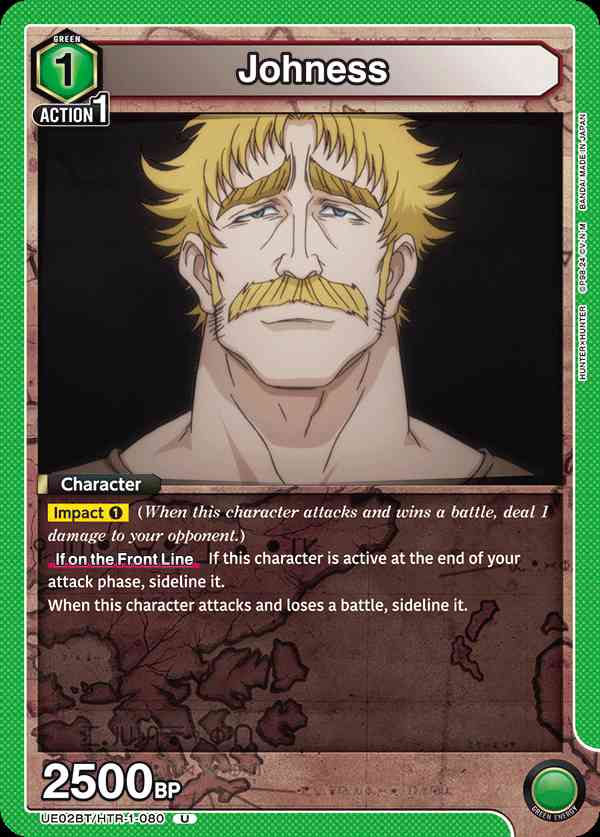 GREEN
1
Johness
ACTION 1
HUNTER×HUNTER ©P98-24 ©V, N, M BANDAI MADE IN JAPAN
Character
Impact 1 (When this character attacks and wins a battle, deal 1
damage to your opponent.)
If on the Front Line If this character is active at the end of your
attack phase, sideline it.
When this character attacks and loses a battle, sideline it.
2500BP
GREEN ENERGY
UE02BT/HTR-1-080 U